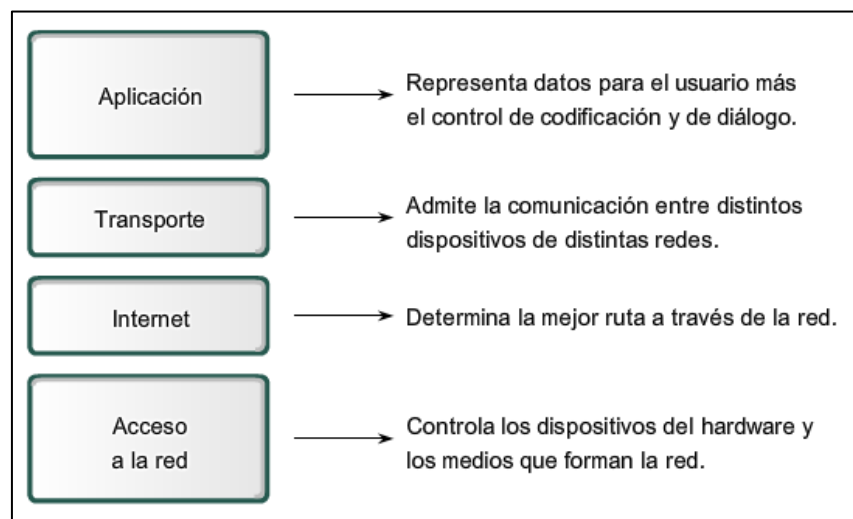 Aplicación
Representa datos para el usuario más
el control de codificación y de diálogo.
Transporte
Admite la comunicación entre distintos
dispositivos de distintas redes.
Internet
Determina la mejor ruta a través de la red.
Acceso
a la red
Controla los dispositivos del hardware y
los medios que forman la red.